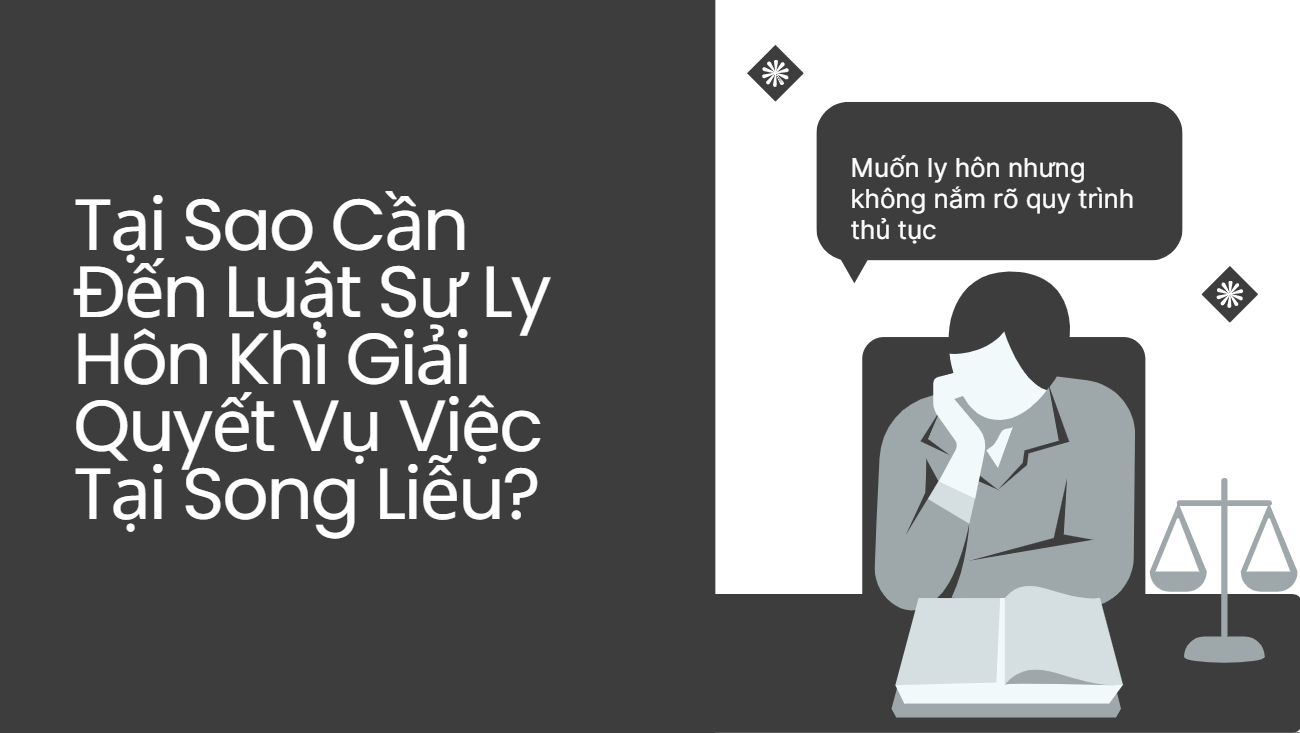 Tại Sao Cần
Đến Luật Sư Ly
Hôn Khi Giải
Quyết Vụ Việc
Tại Song Liễu?
Muốn ly hôn nhưng
không nắm rõ quy trình
thủ tục